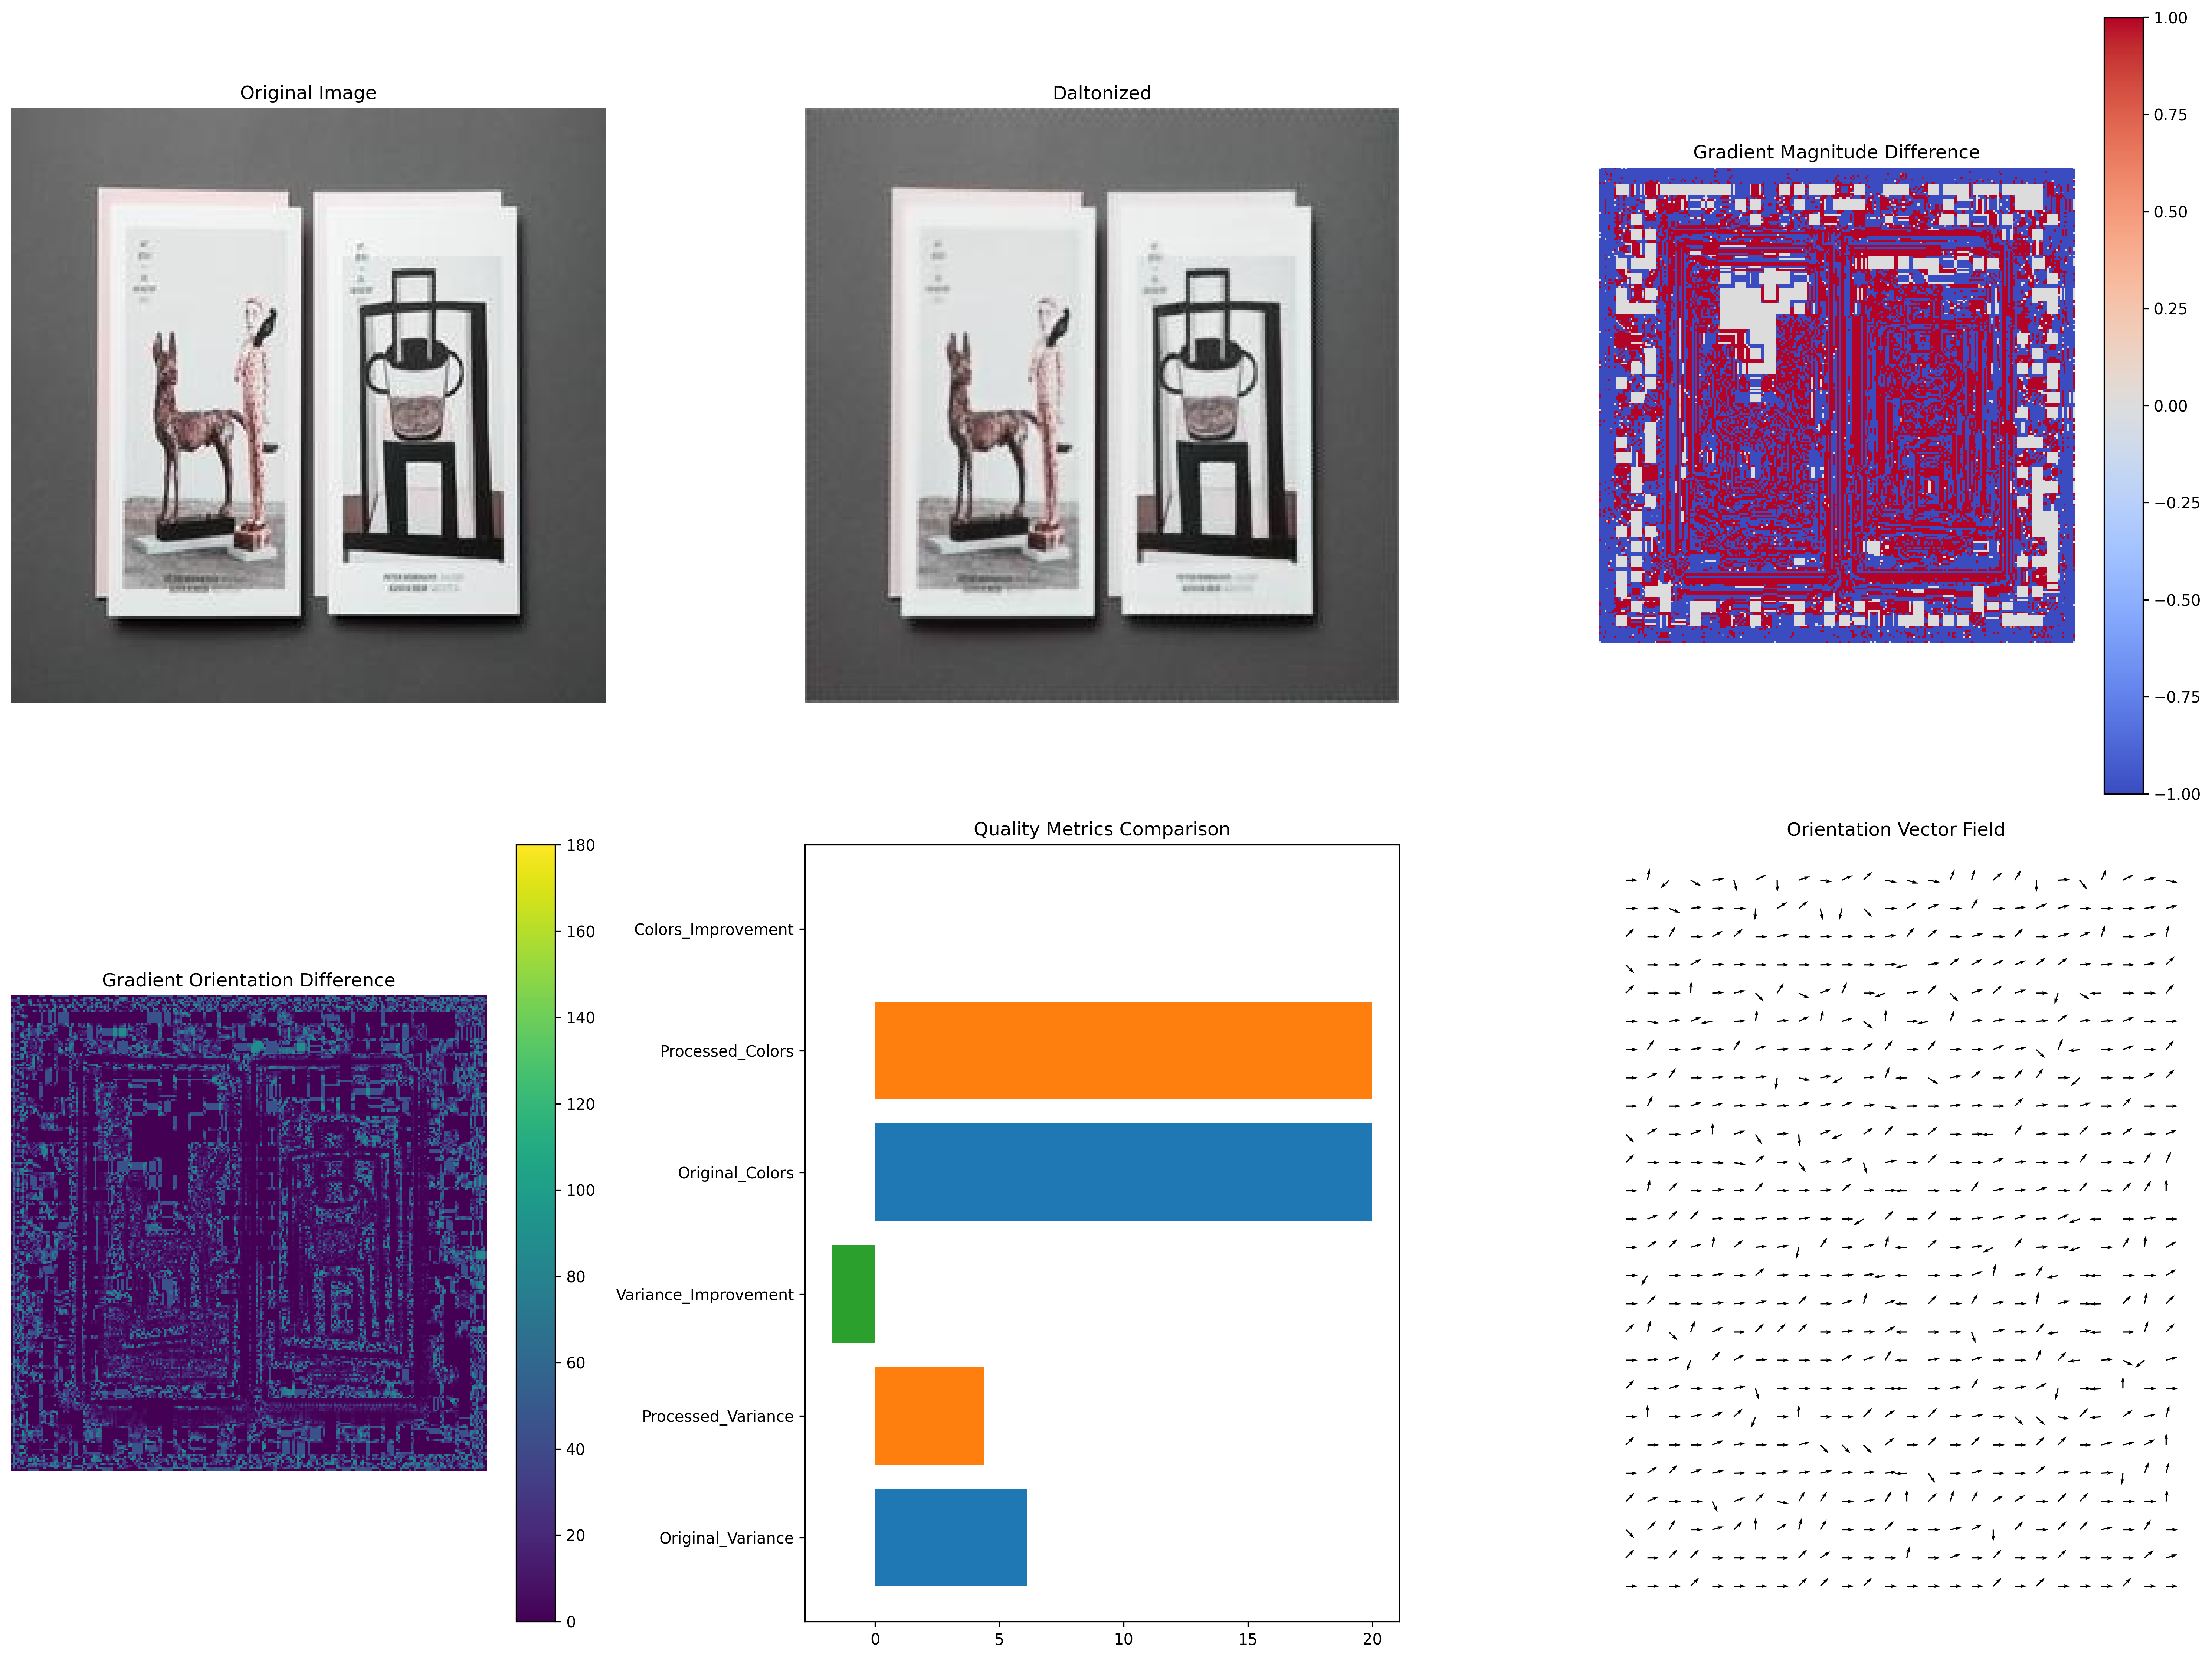 Original Image
Daltonized
Gradient Magnitude Difference
1.00
0.75
0.50
0.25
0.00
−0.25
−0.50
−0.75
−1.00
Gradient Orientation Difference
180
160
140
120
100
80
60
40
20
0
Quality Metrics Comparison
Colors_Improvement
Processed_Colors
Original_Colors
Variance_Improvement
Processed_Variance
Original_Variance
0 5 10 15 20
Orientation Vector Field